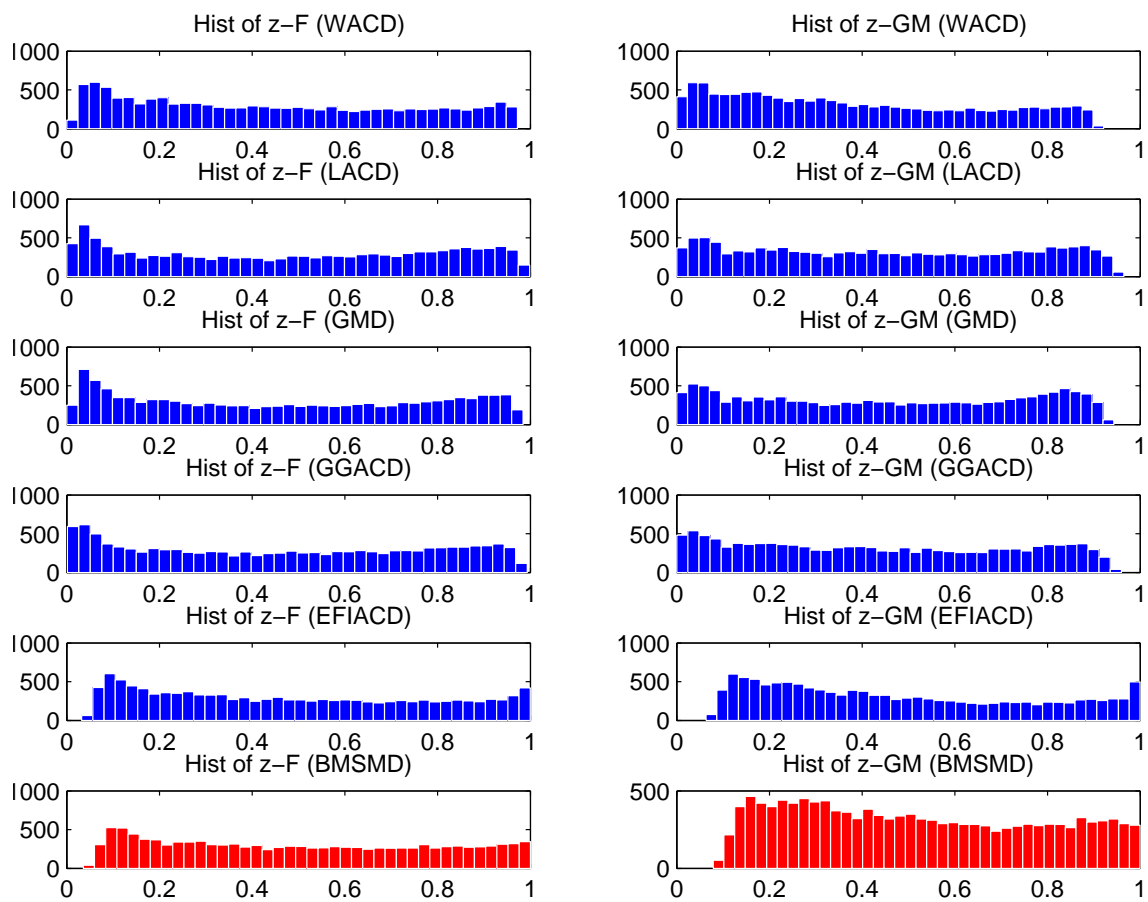 Hist of z−F (WACD)
1000
500
0
0 0.2 0.4 0.6 0.8 1
Hist of z−GM (WACD)
1000
500
0
0 0.2 0.4 0.6 0.8 1
Hist of z−F (LACD)
1000
500
0
0 0.2 0.4 0.6 0.8 1
Hist of z−GM (LACD)
1000
500
0
0 0.2 0.4 0.6 0.8 1
Hist of z−F (GMD)
1000
500
0
0 0.2 0.4 0.6 0.8 1
Hist of z−GM (GMD)
1000
500
0
0 0.2 0.4 0.6 0.8 1
Hist of z−F (GGACD)
1000
500
0
0 0.2 0.4 0.6 0.8 1
Hist of z−GM (GGACD)
1000
500
0
0 0.2 0.4 0.6 0.8 1
Hist of z−F (EFIACD)
1000
500
0
0 0.2 0.4 0.6 0.8 1
Hist of z−GM (EFIACD)
1000
500
0
0 0.2 0.4 0.6 0.8 1
Hist of z−F (BMSMD)
1000
500
0
0 0.2 0.4 0.6 0.8 1
Hist of z−GM (BMSMD)
500
0
0 0.2 0.4 0.6 0.8 1